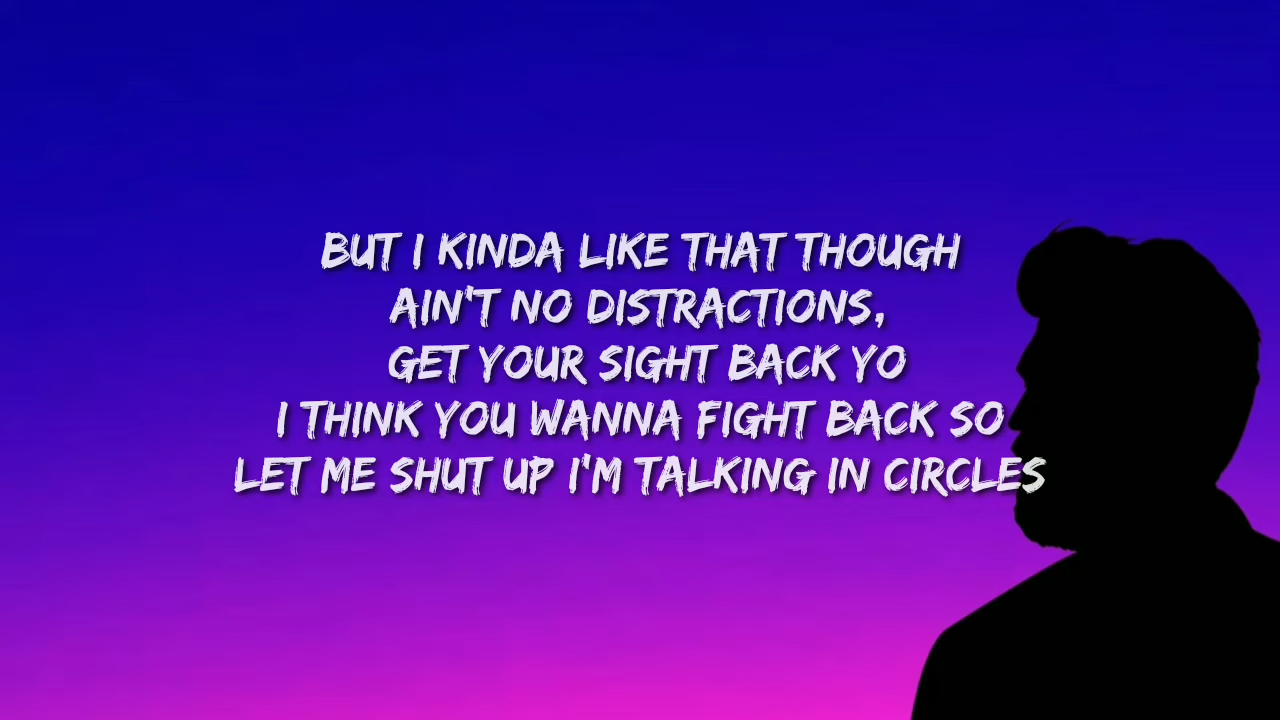 BUT I KINDA LIKE THAT THOUGH
AIN'T NO DISTRACTIONS,
GET YOUR SIGHT BACK YO
I THINK YOU WANNA FIGHT BACK SO
LET ME SHUT UP I'M TALKING IN CIRCLES